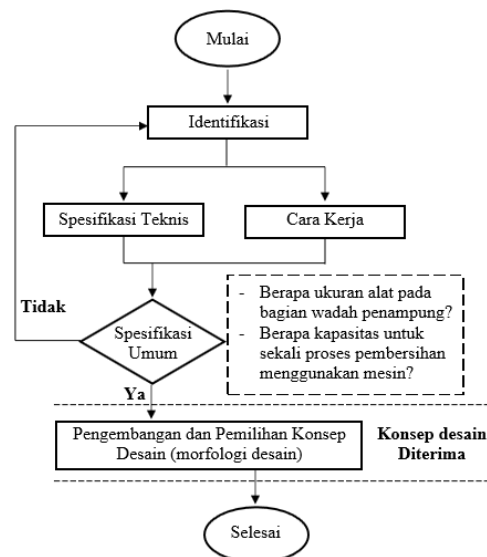 Mulai
Identifikasi
Spesifikasi Teknis
Cara Kerja
Tidak
Spesifikasi
Umum
- Berapa ukuran alat pada
bagian wadah penampung?
- Berapa kapasitas untuk
sekali proses pembersihan
menggunakan mesin?
Ya
Pengembangan dan Pemilihan Konsep
Desain (morfologi desain)
Konsep desain
Diterima
Selesai